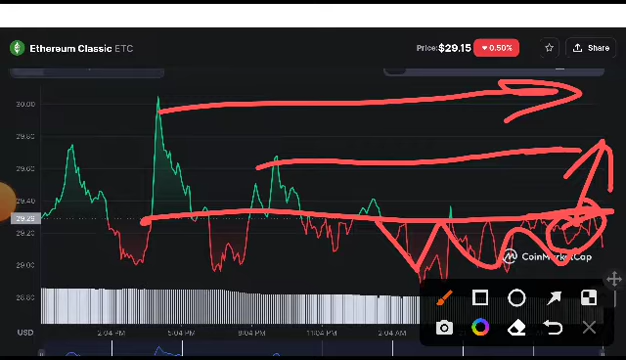 Ethereum Classic ETC Price: $29.15 ▼ 0.50% Share
30.00
29.80
29.60
29.40
29.26
29.20
29.00
28.80
CoinMarketCap
USD 2:04 PM 5:04 PM 8:04 PM 11:04 PM 2:04 AM